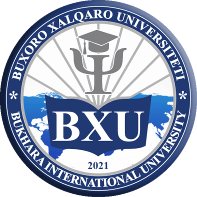 BUXORO XALQARO UNIVERSITETI
BXU
2021
BUKHARA INTERNATIONAL UNIVERSITY